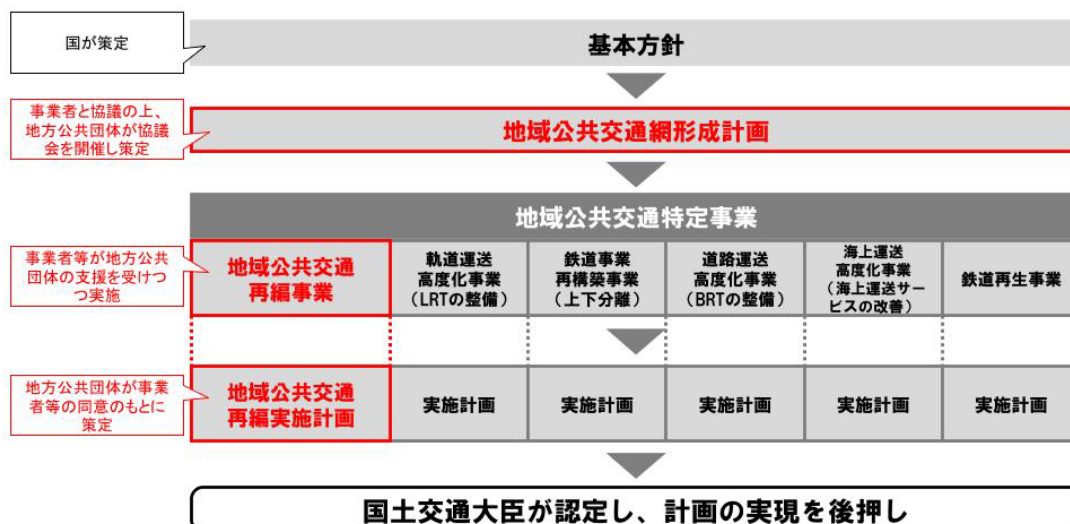 国が策定
基本方針
事業者と協議の上、
地方公共団体が協議
会を開催し策定
地域公共交通網形成計画
地域公共交通特定事業
事業者等が地方公共
団体の支援を受けつ
つ実施
地域公共交通
再編事業
軌道運送
高度化事業
（LRTの整備）
鉄道事業
再構築事業
（上下分離）
道路運送
高度化事業
（BRTの整備）
海上運送
高度化事業
（海上運送サー
ビスの改善）
鉄道再生事業
地方公共団体が事業
者等の同意のもとに
策定
地域公共交通
再編実施計画
実施計画
実施計画
実施計画
実施計画
実施計画
国土交通大臣が認定し、計画の実現を後押し